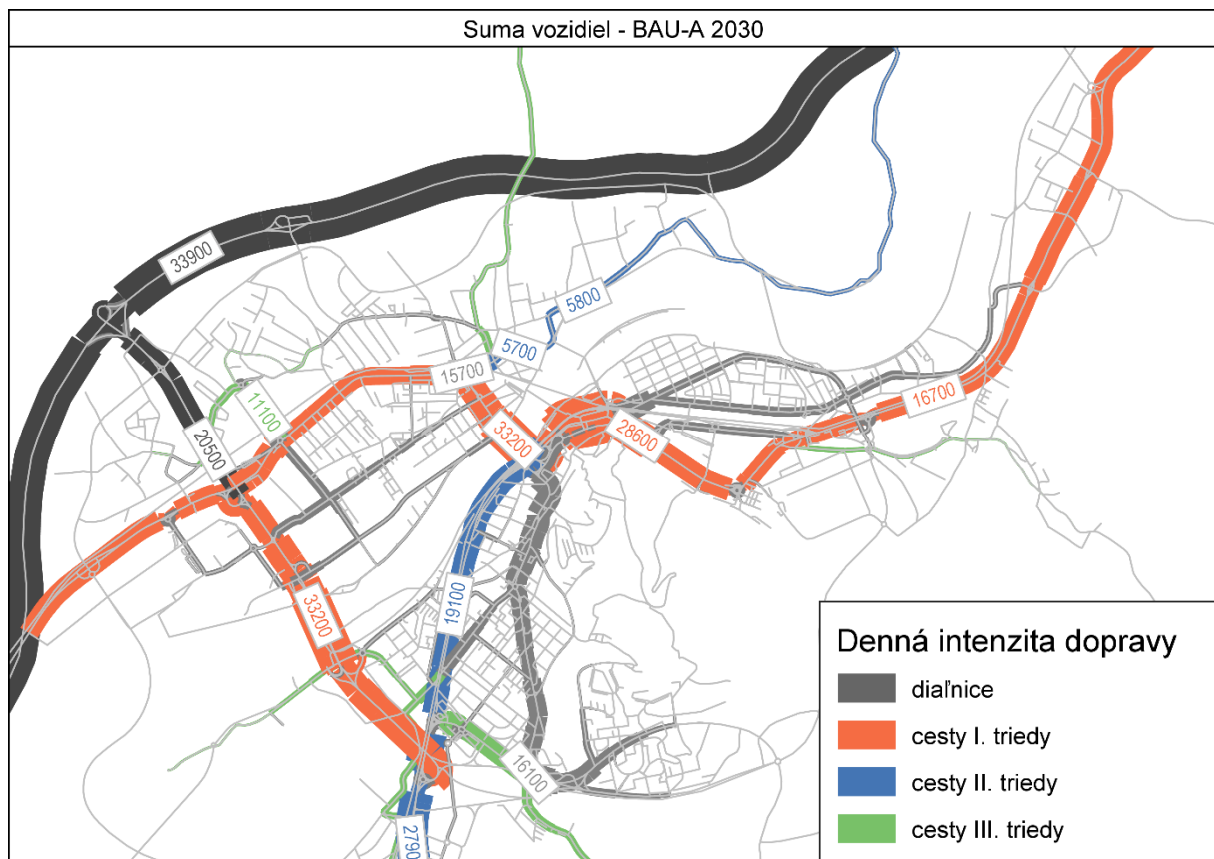 Suma vozidiel - BAU-A 2030
33900
5800
5700
15700
11100
16700
33200
28600
20500
19100
33200
16100
2790
Denná intenzita dopravy
diaľnice
cesty I. triedy
cesty II. triedy
cesty III. triedy